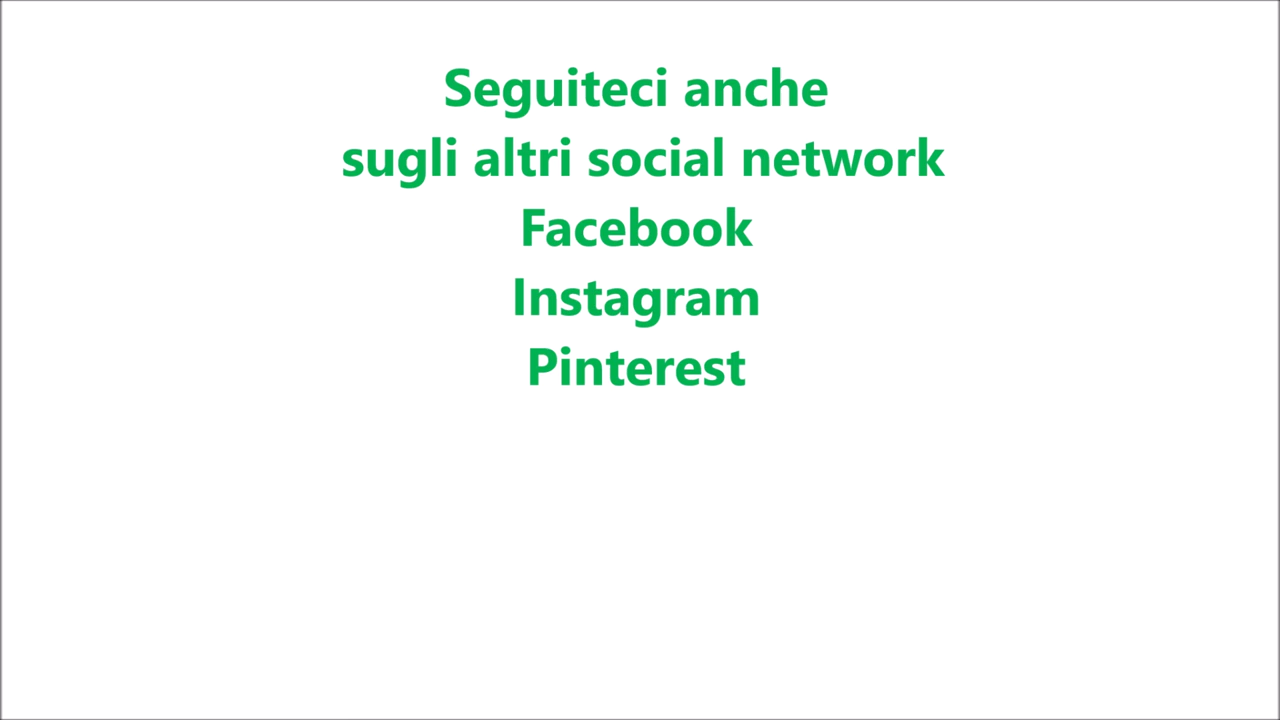 Seguiteci anche
sugli altri social network
Facebook
Instagram
Pinterest